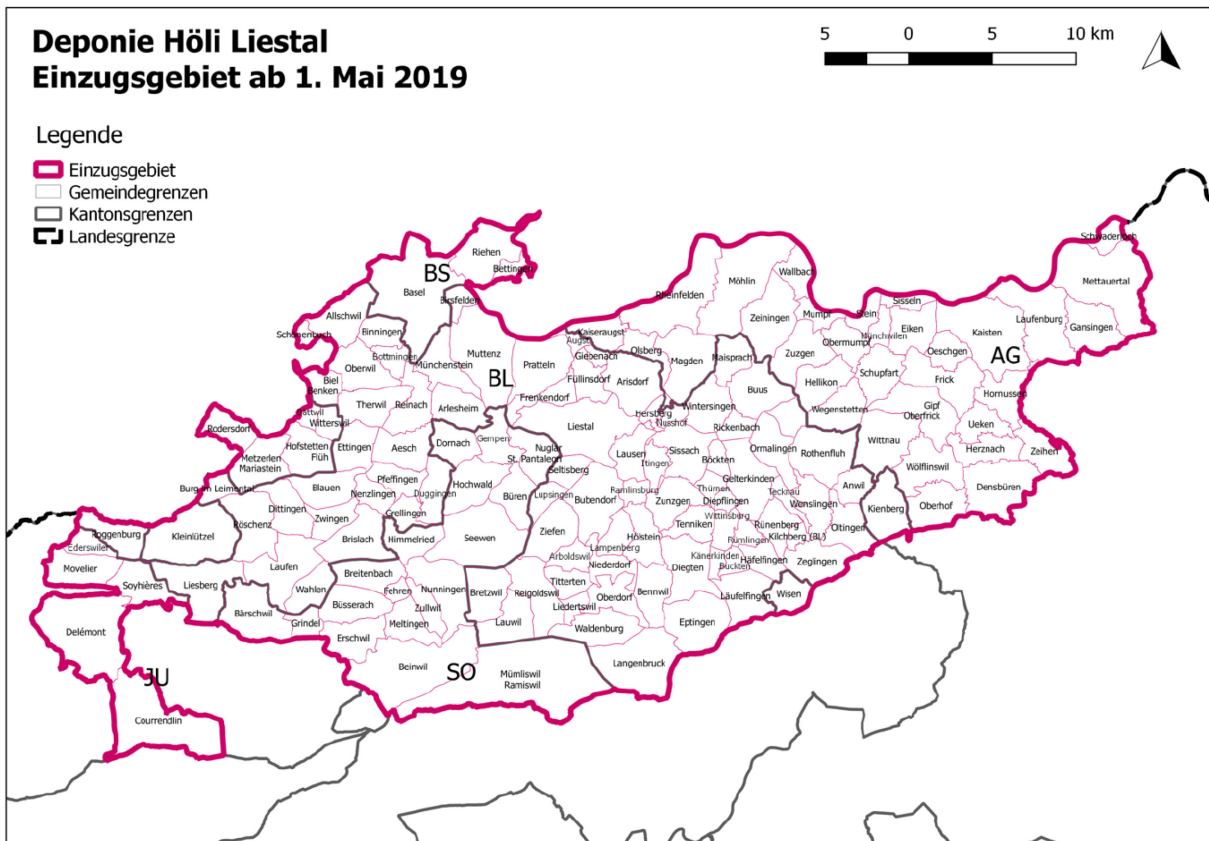 Deponie Höli Liestal
Einzugsgebiet ab 1. Mai 2019
5 0 5 10 km
Legende
Einzugsgebiet
Gemeindegrenzen
Kantonsgrenzen
Landesgrenze
Schwaderloch
Riehen
BS
Bettingen
Nettauertal
Wallbach
Möhlin
Basel
Rheinfelden
Birsfelden
Sisseln
Allschwil
Mumpf
Stein
Zeiningen
Laufenburg
Gansingen
Schönenbuch
Binningen
Kaiseraugst
Augst
Eiken
Kaisten
Münchwilen
Obermumpf
Bottmingen
Muttenz
Giebenach
Olsberg
Maisprach
Zuzgen
Oeschgen
AG
Oberwil
Münchenstein
Pratteln
Magden
Schupfart
BL
Füllinsdorf
Arisdorf
Frick
Biel
Benken
Buus
Hellikon
Hornussen
Therwil
Reinach
Arlesheim
Frenkendorf
Wintersingen
Wegenstetten
Gipf
Oberfrick
Bättwil
Witterswil
Hersberg
Nusshof
Liestal
Rickenbach
Ueken
Rodersdorf
Dornach
Gempen
Wittnau
Hofstetten
Flüh
Ettingen
Aesch
Nuglar
St. Pantaleon
Lausen
Sissach
Ormalingen
Rothenfluh
Herznach
Zeihen
Metzerlen
Mariastein
Itingen
Böckten
Wölflinswil
Seltisberg
Pfeffingen
Hochwald
Gelterkinden
Anwil
Densbüren
Burg im Leimental
Blauen
Nenzlingen
Duggingen
Büren
Lupsingen
Bubendorf
Ramlinsburg
Zunzgen
Thürnen
Diepflingen
Tecknau
Wenslingen
Kienberg
Oberhof
Dittingen
Grellingen
Wittinsburg
Röschenz
Zwingen
Tenniken
Rünenberg
Oltingen
Roggenburg
Kleinlützel
Brislach
Himmelried
Seewen
Ziefen
Hölstein
Rümlingen
Kilchberg (BL)
Ederswiler
Lampenberg
Arboldswil
Känerkinden
Häfelfingen
Zeglingen
Movelier
Laufen
Niederdorf
Diegten
Buckten
Breitenbach
Soyhières
Liesberg
Wahlen
Fehren
Nunningen
Bretzwil
Reigoldswil
Titterten
Oberdorf
Bennwil
Läufelfingen
Wisen
Büsserach
Zullwil
Liedertswil
Bärschwil
Grindel
Meltingen
Lauwil
Waldenburg
Eptingen
Delémont
Erschwil
Langenbruck
Beinwil
SO
JU
Mümliswil
Ramiswil
Courrendlin